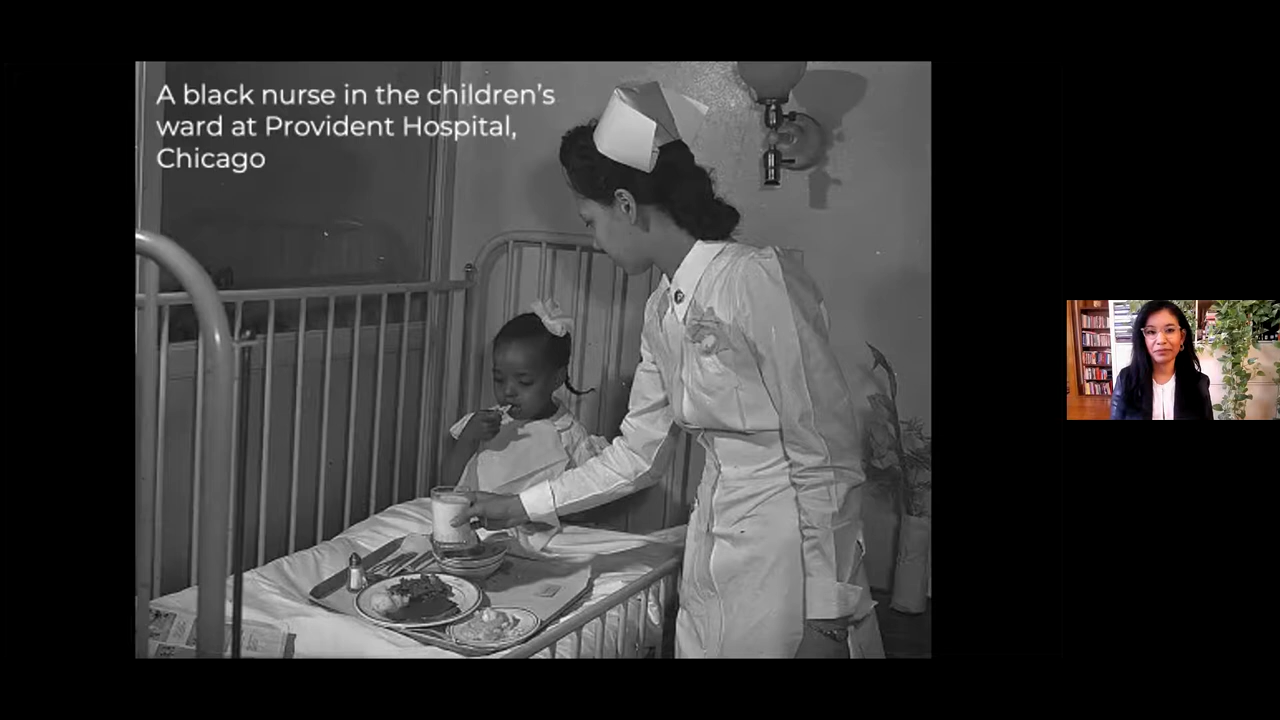 A black nurse in the children’s
ward at Provident Hospital,
Chicago